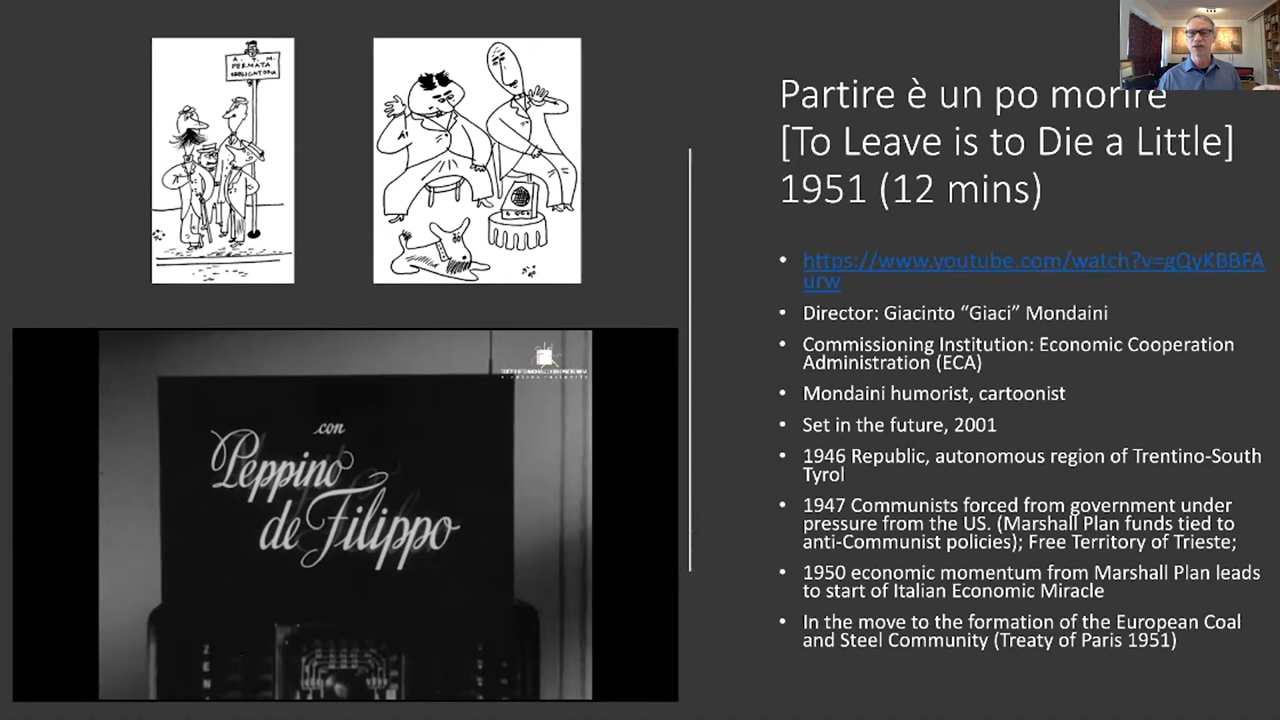 A. T. M.
FERMATA
OBBLIGATORIA
con
Peppino
de Filippo
Partire è un po morire
[To Leave is to Die a Little]
1951 (12 mins)
• https://www.youtube.com/watch?v=gQyKBBFA
urw
• Director: Giacinto “Giaci” Mondaini
• Commissioning Institution: Economic Cooperation
Administration (ECA)
• Mondaini humorist, cartoonist
• Set in the future, 2001
• 1946 Republic, autonomous region of Trentino-South
Tyrol
• 1947 Communists forced from government under
pressure from the US. (Marshall Plan funds tied to
anti-Communist policies); Free Territory of Trieste;
• 1950 economic momentum from Marshall Plan leads
to start of Italian Economic Miracle
• In the move to the formation of the European Coal
and Steel Community (Treaty of Paris 1951)